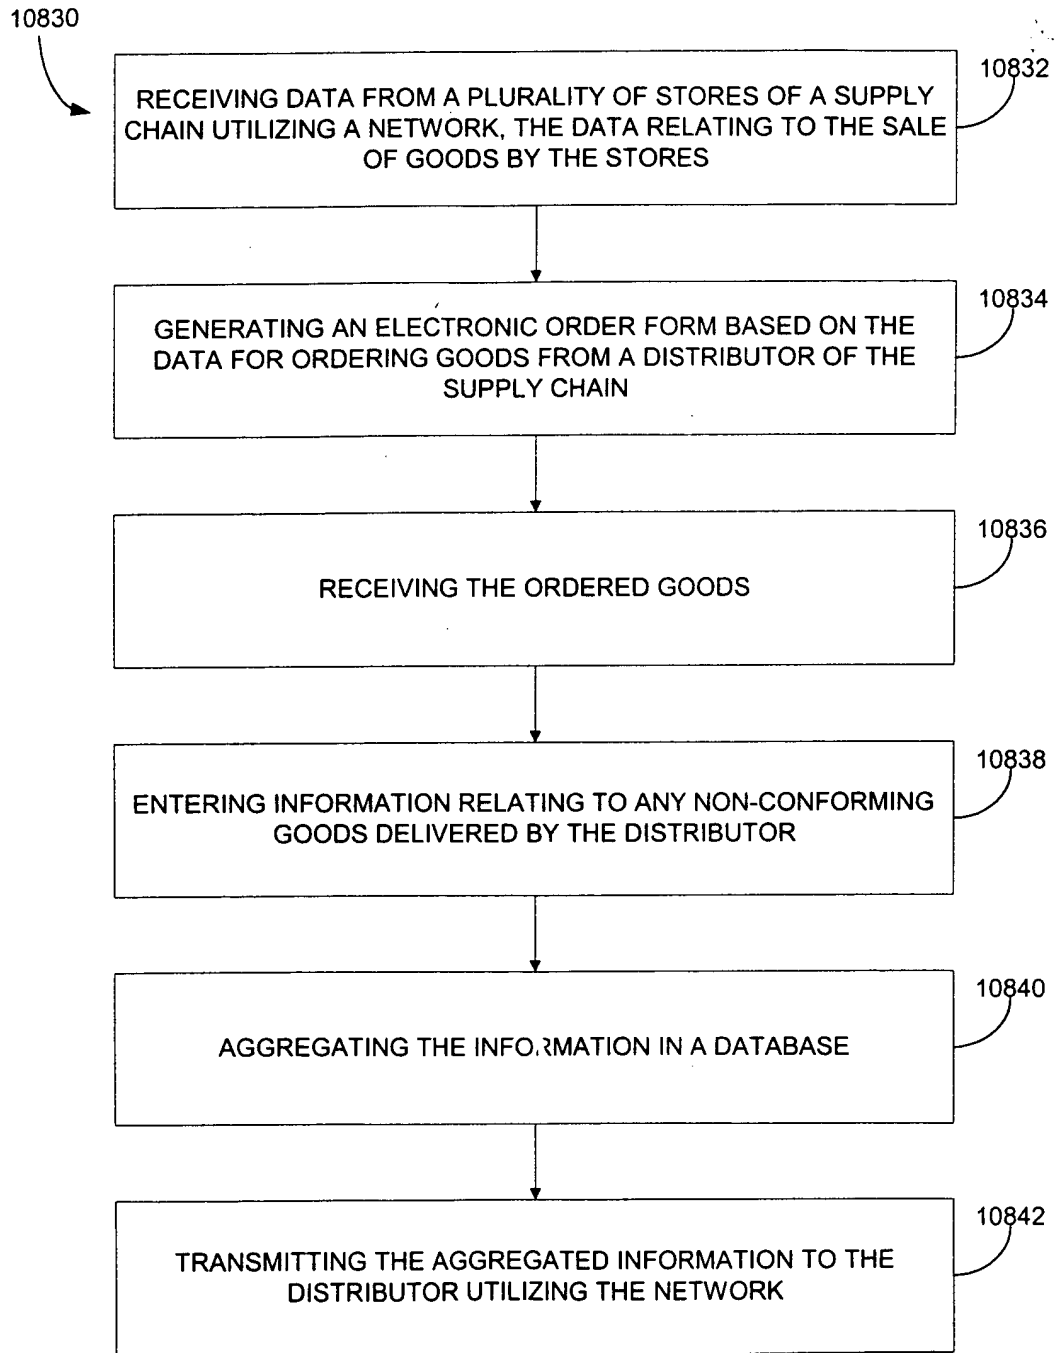 10830
10832
RECEIVING DATA FROM A PLURALITY OF STORES OF A SUPPLY
CHAIN UTILIZING A NETWORK, THE DATA RELATING TO THE SALE
OF GOODS BY THE STORES
10834
GENERATING AN ELECTRONIC ORDER FORM BASED ON THE
DATA FOR ORDERING GOODS FROM A DISTRIBUTOR OF THE
SUPPLY CHAIN
10836
RECEIVING THE ORDERED GOODS
10838
ENTERING INFORMATION RELATING TO ANY NON-CONFORMING
GOODS DELIVERED BY THE DISTRIBUTOR
10840
AGGREGATING THE INFORMATION IN A DATABASE
10842
TRANSMITTING THE AGGREGATED INFORMATION TO THE
DISTRIBUTOR UTILIZING THE NETWORK